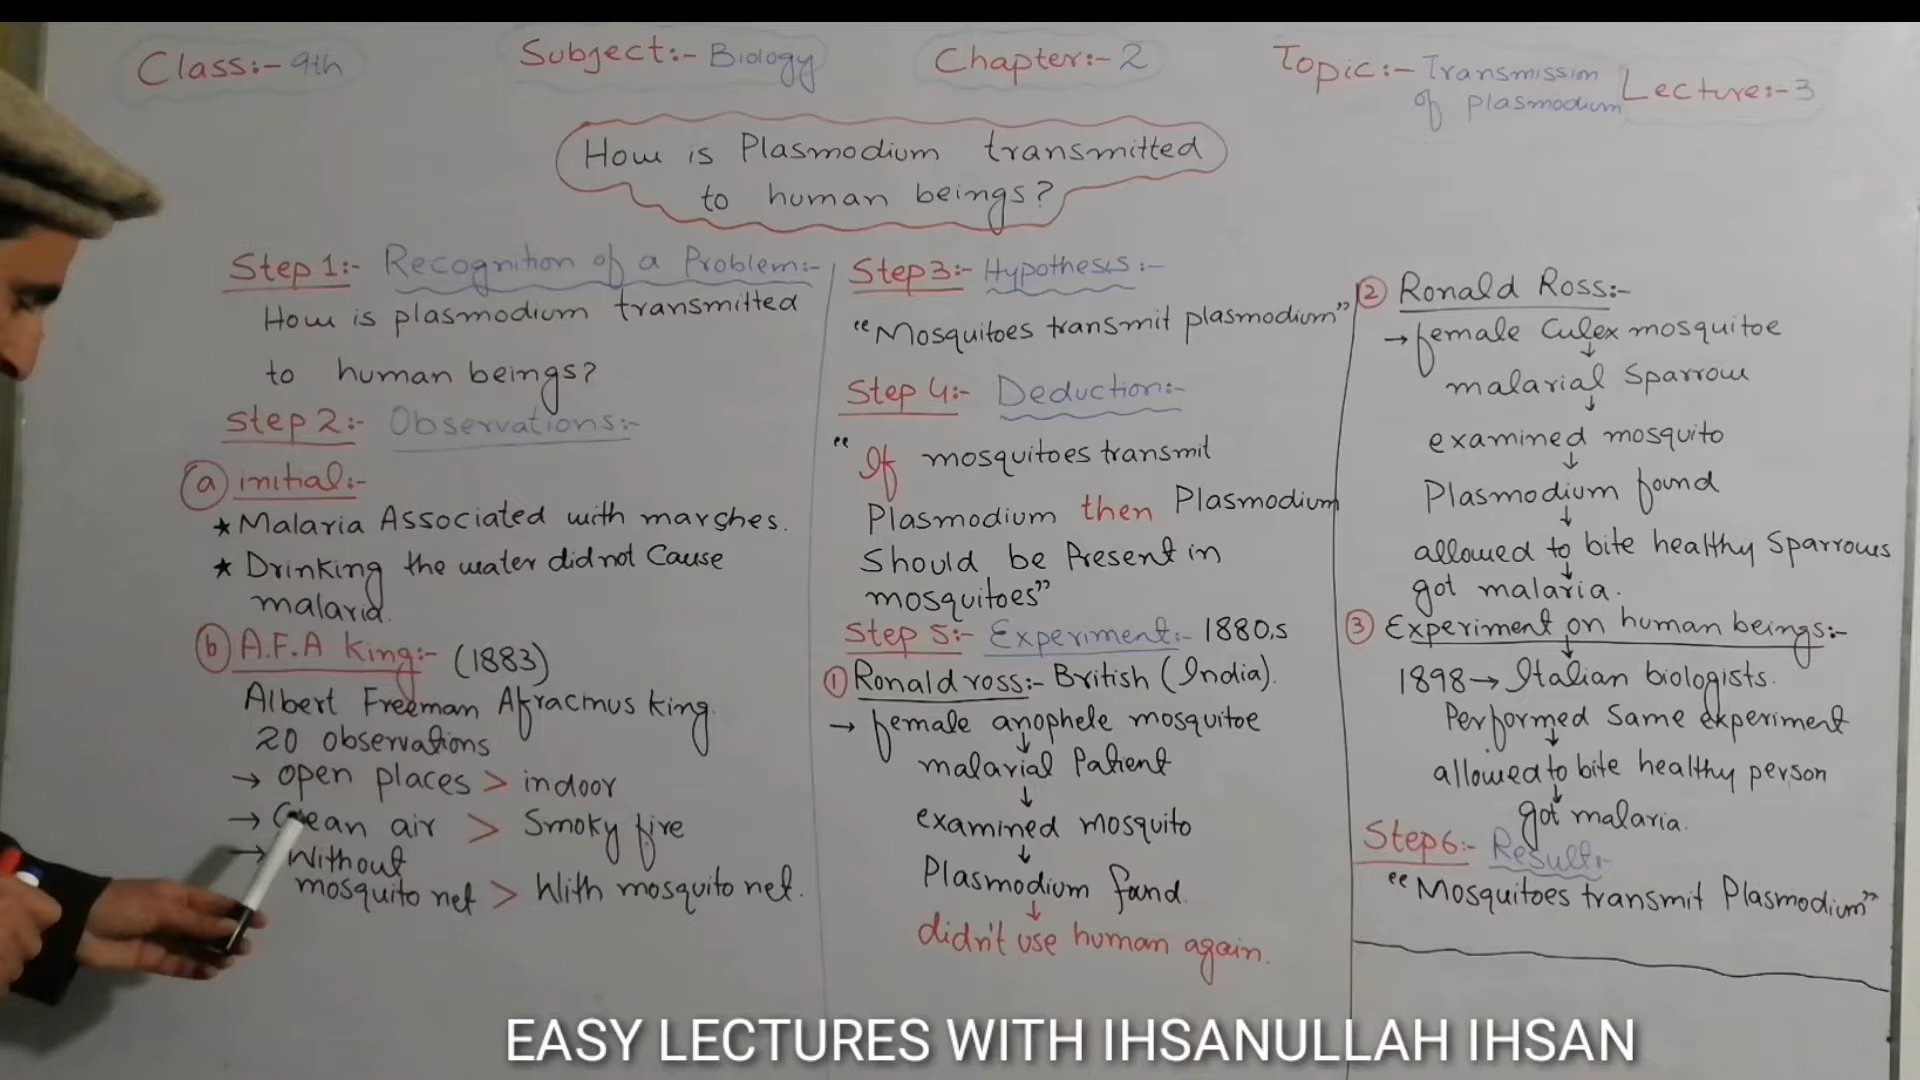 Class:- 9th
Subject:- Biology
Chapter:- 2
Topic:- Transmission of plasmodium
Lecture:- 3
How is Plasmodium transmitted
to human beings?
Step 1:- Recognition of a Problem:-
How is plasmodium transmitted
to human beings?
Step 2:- Observations:-
(a) initial:-
★ Malaria Associated with marshes.
★ Drinking the water did not Cause
malaria.
(b) A.F.A King:- (1883)
Albert Freeman Afracmus King.
20 observations
→ open places > indoor
→ Clean air > Smoky fire
→ Without
mosquito net > With mosquito net.
Step 3:- Hypothesis:-
"Mosquitoes transmit plasmodium"
Step 4:- Deduction:-
"If mosquitoes transmit
Plasmodium then Plasmodium
Should be Present in
mosquitoes"
Step 5:- Experiment:- 1880,s
① Ronald ross:- British (India).
→ female anophele mosquitoe
↓
malarial Patient
↓
examined mosquito
↓
Plasmodium found.
↓
didn't use human again.
② Ronald Ross:-
→ female Culex mosquitoe
↓
malarial Sparrow
↓
examined mosquito
↓
Plasmodium found
↓
allowed to bite healthy Sparrows
↓
got malaria.
③ Experiment on human beings:-
↓
1898 → Italian biologists.
Performed Same experiment
↓
allowed to bite healthy person
↓
got malaria.
Step 6:- Result:-
"Mosquitoes transmit Plasmodium"
EASY LECTURES WITH IHSANULLAH IHSAN